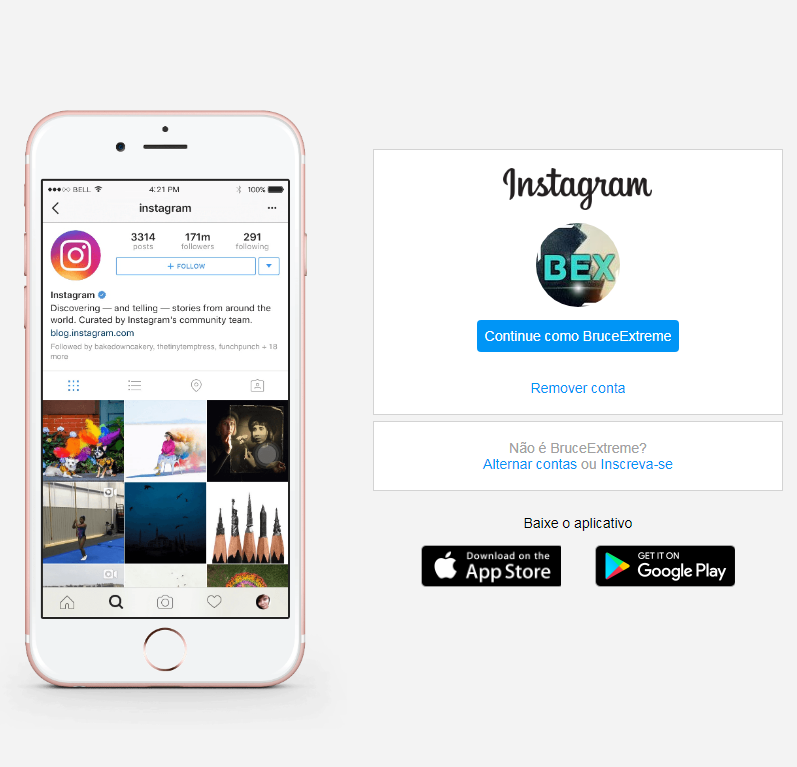 BELL
4:21 PM
100%
instagram
3314
posts
171m
followers
291
following
+ FOLLOW
Instagram
Discovering — and telling — stories from around the
world. Curated by Instagram's community team.
blog.instagram.com
Followed by bakedowncakery, thetinytemptress, funchpunch + 18
more
Instagram
BEX
Continue como BruceExtreme
Remover conta
Não é BruceExtreme?
Alternar contas ou Inscreva-se
Baixe o aplicativo
Download on the
App Store
GET IT ON
Google Play